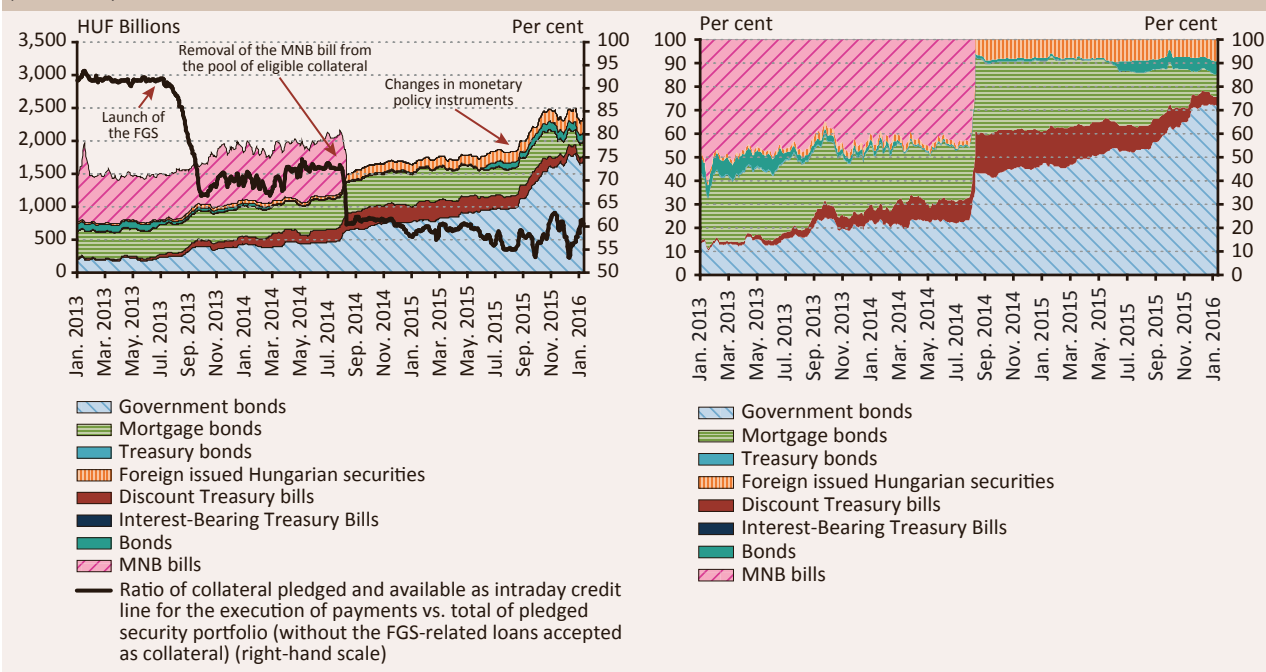 HUF Billions
Per cent
3,500
3,000
2,500
2,000
1,500
1,000
500
0
100
95
90
85
80
75
70
65
60
55
50
Removal of the MNB bill from
the pool of eligible collateral
Changes in monetary
policy instruments
Launch of
the FGS
Jan. 2013
Mar. 2013
May. 2013
Jul. 2013
Sep. 2013
Nov. 2013
Jan. 2014
Mar. 2014
May. 2014
Jul. 2014
Sep. 2014
Nov. 2014
Jan. 2015
Mar. 2015
May. 2015
Jul. 2015
Sep. 2015
Nov. 2015
Jan. 2016
Government bonds
Mortgage bonds
Treasury bonds
Foreign issued Hungarian securities
Discount Treasury bills
Interest-Bearing Treasury Bills
Bonds
MNB bills
Ratio of collateral pledged and available as intraday credit
line for the execution of payments vs. total of pledged
security portfolio (without the FGS-related loans accepted
as collateral) (right-hand scale)
Per cent
Per cent
100
90
80
70
60
50
40
30
20
10
0
100
90
80
70
60
50
40
30
20
10
0
Jan. 2013
Mar. 2013
May. 2013
Jul. 2013
Sep. 2013
Nov. 2013
Jan. 2014
Mar. 2014
May. 2014
Jul. 2014
Sep. 2014
Nov. 2014
Jan. 2015
Mar. 2015
May. 2015
Jul. 2015
Sep. 2015
Nov. 2015
Jan. 2016
Government bonds
Mortgage bonds
Treasury bonds
Foreign issued Hungarian securities
Discount Treasury bills
Interest-Bearing Treasury Bills
Bonds
MNB bills